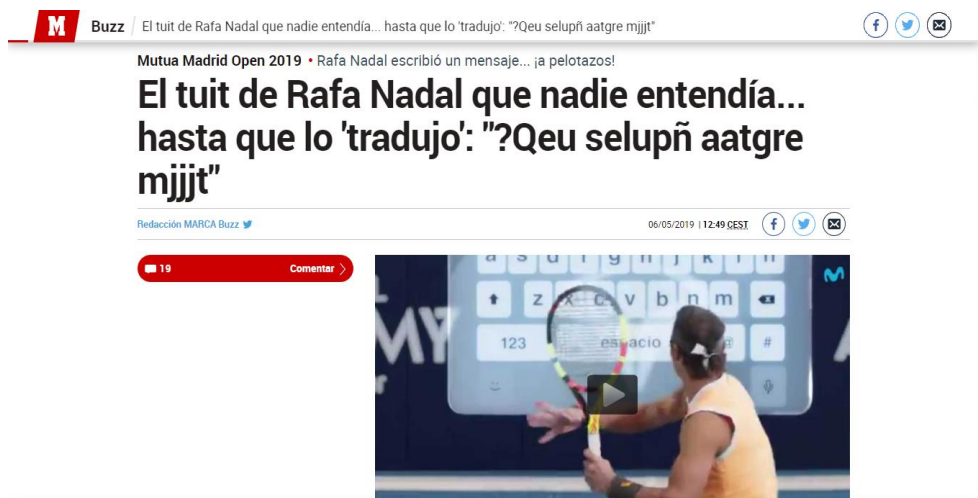 M Buzz El tuit de Rafa Nadal que nadie entendía... hasta que lo 'tradujo': "?Qeu selupñ aatgre mjjjt"
Mutua Madrid Open 2019 • Rafa Nadal escribió un mensaje... ¡a pelotazos!
El tuit de Rafa Nadal que nadie entendía...
hasta que lo 'tradujo': "?Qeu selupñ aatgre
mjjjt"
Redacción MARCA Buzz
06/05/2019 | 12:49 CEST
19 Comentar
z x c v b n m
MY
123 espacio @ #